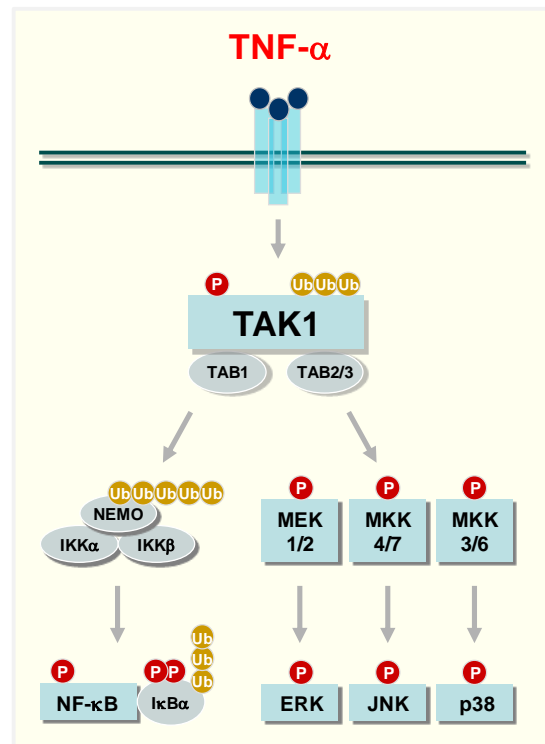 TNF-α
P
Ub Ub Ub
TAK1
TAB1
TAB2/3
Ub Ub Ub Ub Ub
NEMO
IKKα
IKKβ
P
P
P
MEK
1/2
MKK
4/7
MKK
3/6
Ub
Ub
Ub
P
P P
NF-κB
IκBα
P
P
P
ERK
JNK
p38